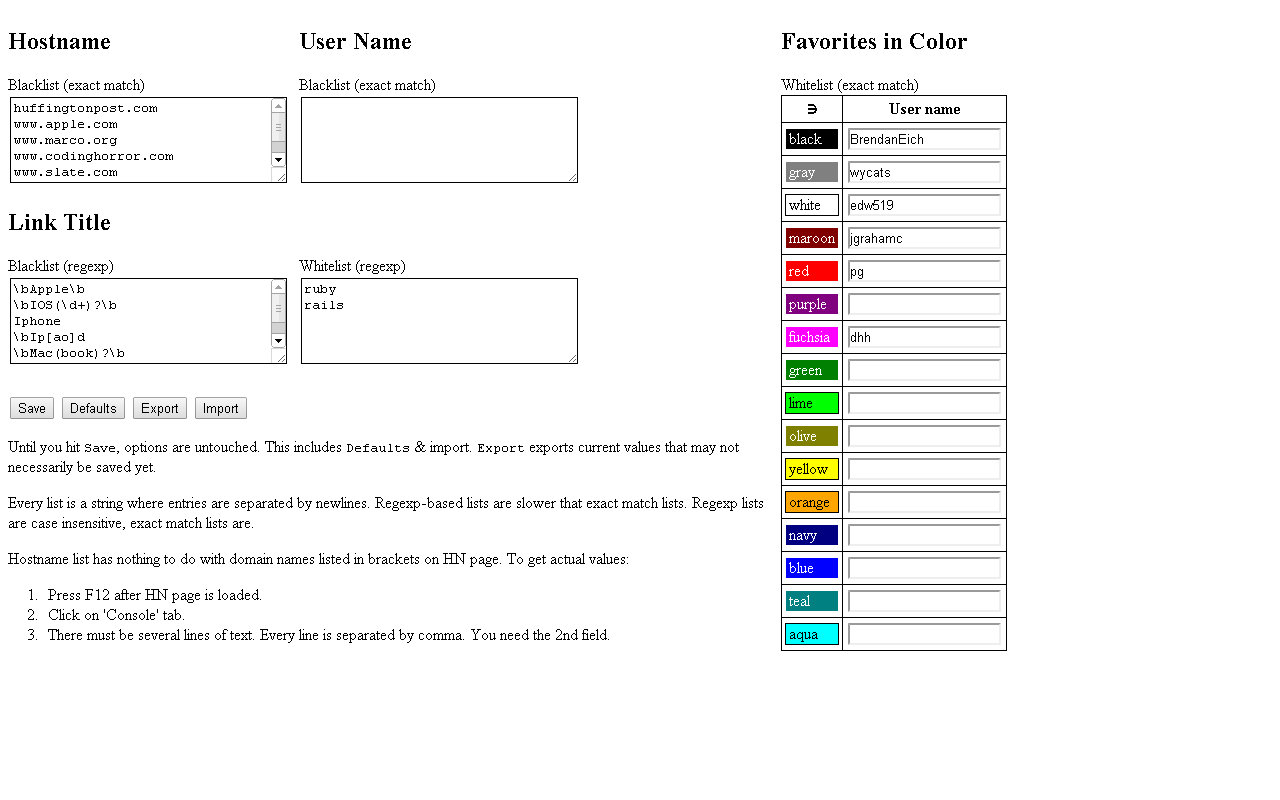 Hostname
Blacklist (exact match)
huffingtonpost.com
www.apple.com
www.marco.org
www.codinghorror.com
www.slate.com
User Name
Blacklist (exact match)
Link Title
Blacklist (regexp)
\bApple\b
\bIOS(\d+)?\b
Iphone
\bIp[ao]d
\bMac(book)?\b
Whitelist (regexp)
ruby
rails
Save Defaults Export Import
Until you hit Save, options are untouched. This includes Defaults & import. Export exports current values that may not
necessarily be saved yet.
Every list is a string where entries are separated by newlines. Regexp-based lists are slower that exact match lists. Regexp lists
are case insensitive, exact match lists are.
Hostname list has nothing to do with domain names listed in brackets on HN page. To get actual values:
1. Press F12 after HN page is loaded.
2. Click on 'Console' tab.
3. There must be several lines of text. Every line is separated by comma. You need the 2nd field.
Favorites in Color
Whitelist (exact match)
∋ User name
black BrendanEich
gray wycats
white edw519
maroon jgrahamc
red pg
purple
fuchsia dhh
green
lime
olive
yellow
orange
navy
blue
teal
aqua